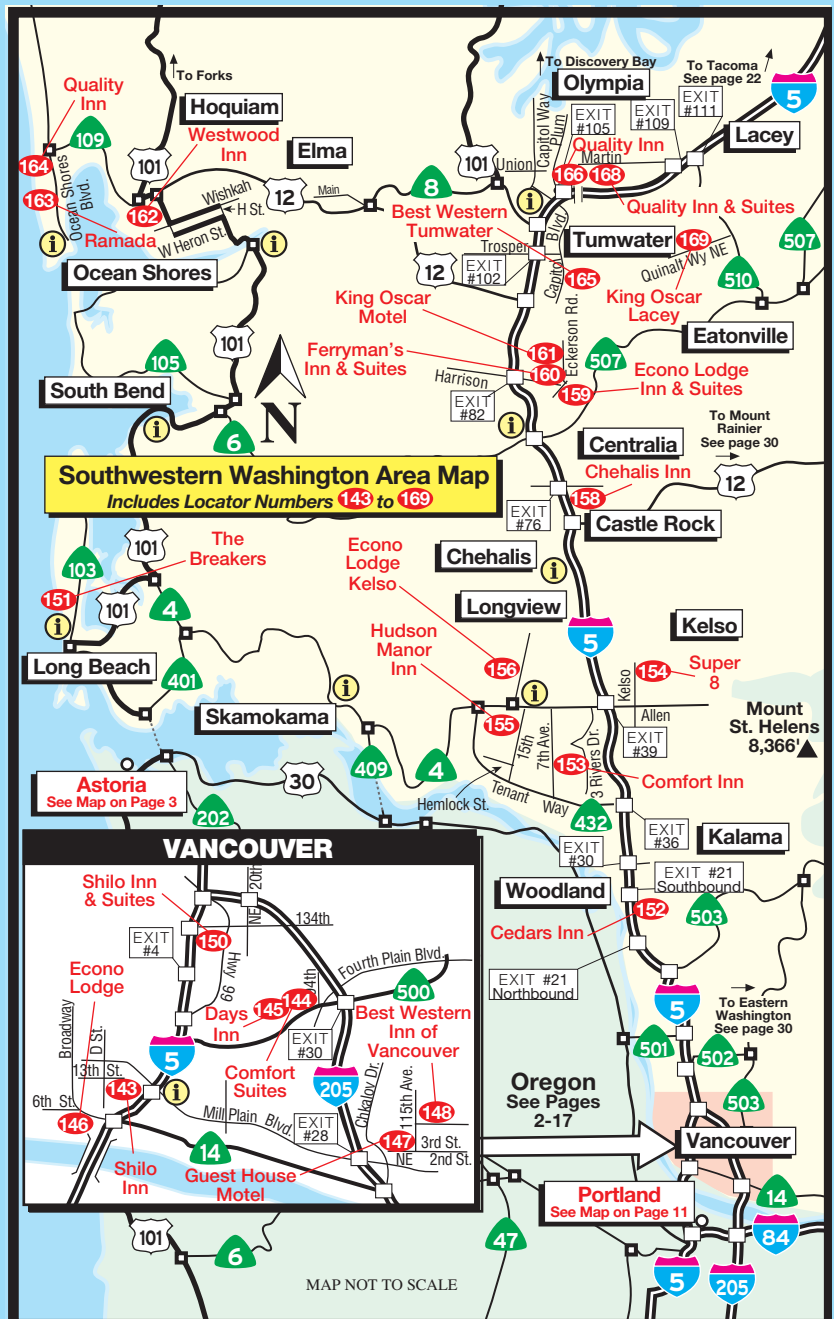 To Forks
Quality
Inn
Hoquiam
109
Westwood
Inn
101
Elma
164
Ocean Shores
Blvd.
163
162
Ramada
Wishkah
H St.
W Heron St.
12
Main
8
i
i
Ocean Shores
To Discovery Bay
Olympia
To Tacoma
See page 22
5
EXIT
#111
EXIT
#109
EXIT
#105
Lacey
101
Capitol Way
Plum
Union
Quality Inn
Martin
166
168
i
Quality Inn & Suites
Best Western
Tumwater
Blvd
Capitol
Tumwater
169
507
Trosper
EXIT
#102
12
165
Quinalt Wy NE
510
King Oscar
Lacey
King Oscar
Motel
Eckerson Rd.
Eatonville
161
507
Ferryman's
Inn & Suites
160
Harrison
159
Econo Lodge
Inn & Suites
EXIT
#82
101
105
South Bend
N
i
6
i
To Mount
Rainier
See page 30
Centralia
Southwestern Washington Area Map
Includes Locator Numbers 143 to 169
Chehalis Inn
12
158
EXIT
#76
Castle Rock
101
The
Breakers
103
151
101
4
i
Long Beach
401
Econo
Lodge
Kelso
Chehalis
i
Longview
Hudson
Manor
Inn
5
Kelso
156
Kelso
154
Super
8
Skamokama
i
i
155
Allen
EXIT
#39
Mount
St. Helens
8,366'
15th
7th Ave.
3 Rivers Dr.
153
Comfort Inn
409
4
Hemlock St.
Tenant Way
432
Astoria
See Map on Page 3
30
202
EXIT
#36
Kalama
EXIT
#30
EXIT #21
Southbound
Woodland
152
503
Cedars Inn
EXIT #21
Northbound
5
To Eastern
Washington
See page 30
501
502
503
Oregon
See Pages
2-17
Vancouver
14
Portland
See Map on Page 11
84
5
205
47
VANCOUVER
NE 20th
Shilo Inn
& Suites
134th
EXIT
#4
150
Hwy 99
Fourth Plain Blvd.
Econo
Lodge
04th
144
500
Days
Inn
145
Best Western
Inn of
Vancouver
Broadway
D St.
EXIT
#30
5
Comfort
Suites
13th St.
143
i
205
Chkalov Dr.
115th Ave.
148
6th St.
146
Mill Plain Blvd.
EXIT
#28
147
3rd St.
NE 2nd St.
14
Shilo
Inn
Guest House
Motel
101
6
MAP NOT TO SCALE